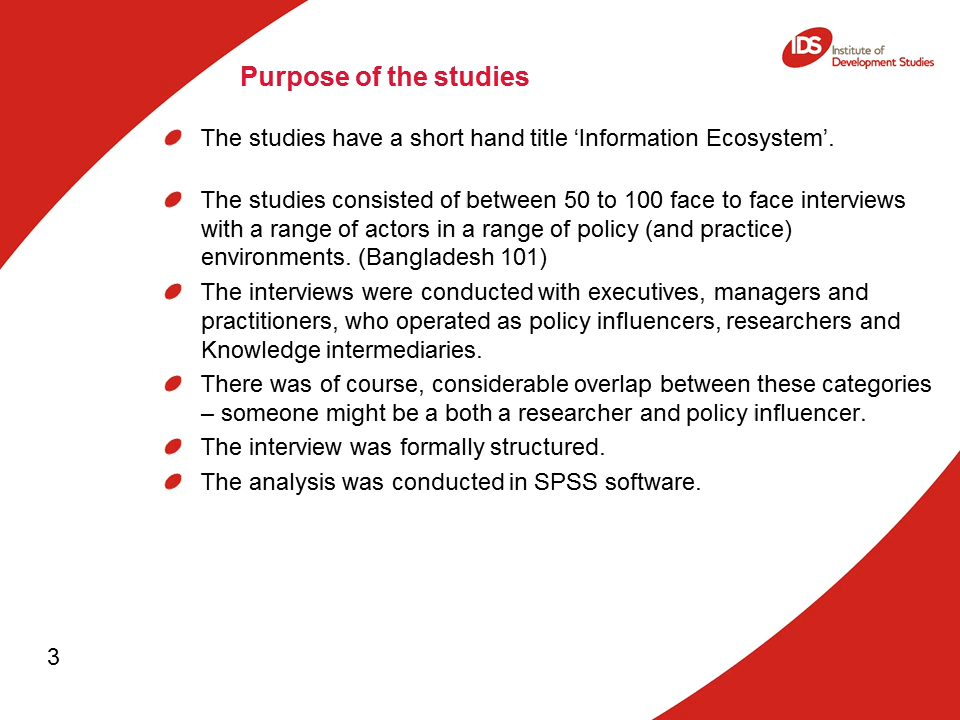 IDS Institute of
Development Studies
Purpose of the studies
The studies have a short hand title ‘Information Ecosystem’.
The studies consisted of between 50 to 100 face to face interviews
with a range of actors in a range of policy (and practice)
environments. (Bangladesh 101)
The interviews were conducted with executives, managers and
practitioners, who operated as policy influencers, researchers and
Knowledge intermediaries.
There was of course, considerable overlap between these categories
– someone might be a both a researcher and policy influencer.
The interview was formally structured.
The analysis was conducted in SPSS software.
3